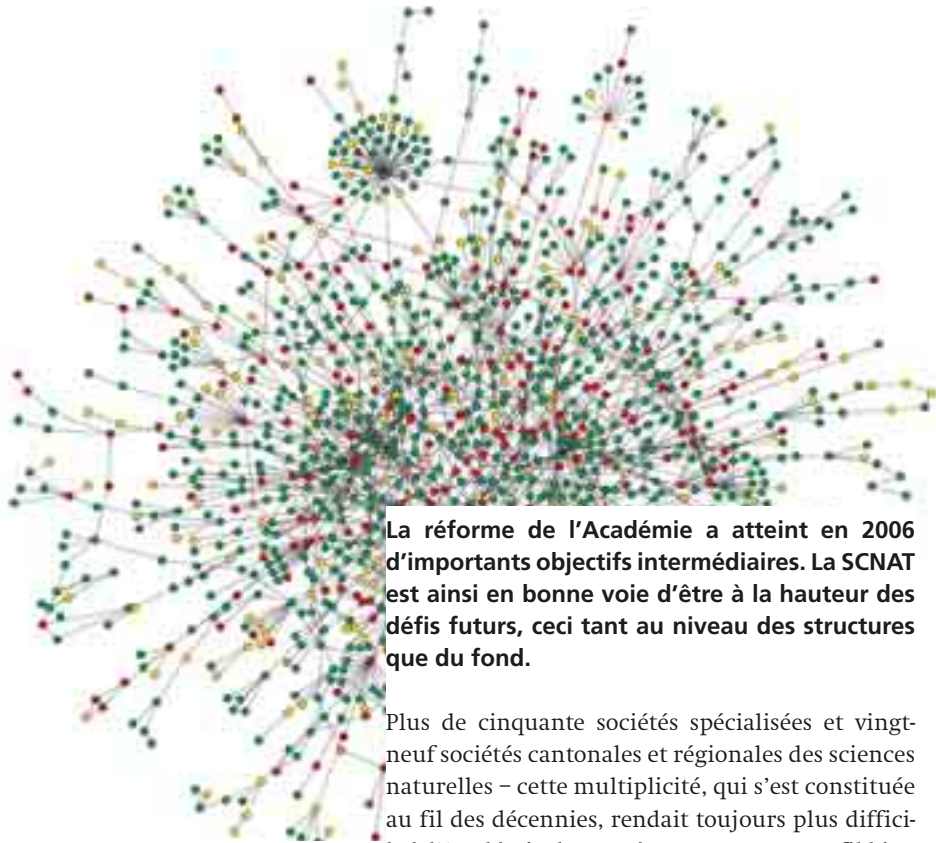 La réforme de l’Académie a atteint en 2006
d’importants objectifs intermédiaires. La SCNAT
est ainsi en bonne voie d’être à la hauteur des
défis futurs, ceci tant au niveau des structures
que du fond.
Plus de cinquante sociétés spécialisées et vingt-
neuf sociétés cantonales et régionales des sciences
naturelles – cette multiplicité, qui s’est constituée
au fil des décennies, rendait toujours plus diffici-